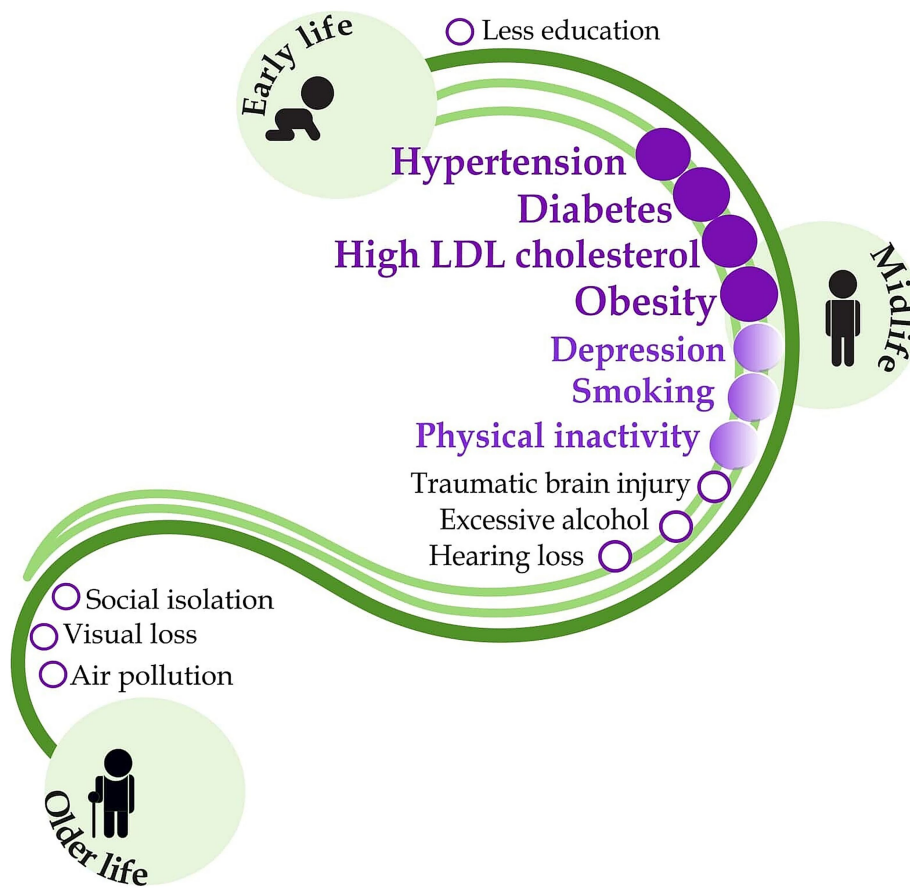 Early life
Less education
Hypertension
Diabetes
High LDL cholesterol
Obesity
Midlife
Depression
Smoking
Physical inactivity
Traumatic brain injury
Excessive alcohol
Hearing loss
Social isolation
Visual loss
Air pollution
Older life